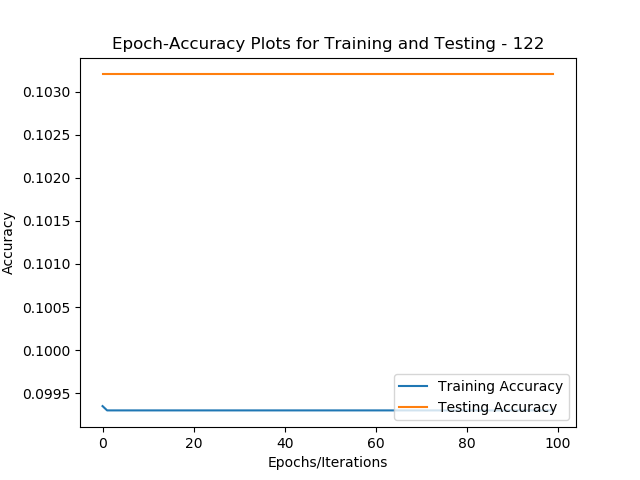 Epoch-Accuracy Plots for Training and Testing - 122
0.1030
0.1025
0.1020
0.1015
0.1010
0.1005
0.1000
0.0995
Accuracy
Training Accuracy
Testing Accuracy
0 20 40 60 80 100
Epochs/Iterations